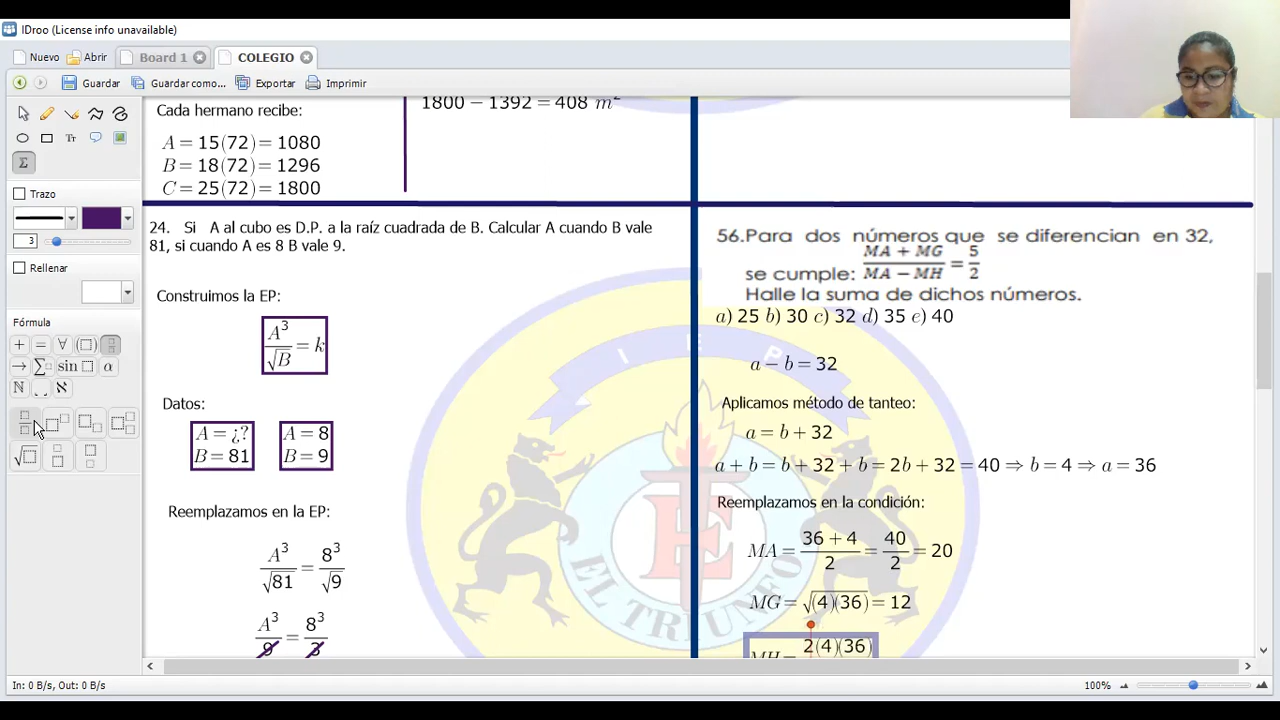 IDroo (License info unavailable)
Nuevo Abrir Board 1 COLEGIO
Guardar Guardar como... Exportar Imprimir
Trazo
3
Rellenar
Fórmula
+ = ∀ (□)
→ ∑ sin □ α
ℕ ℵ
Cada hermano recibe:
A = 15(72) = 1080
B = 18(72) = 1296
C = 25(72) = 1800
1800 − 1392 = 408 m²
24. Si A al cubo es D.P. a la raíz cuadrada de B. Calcular A cuando B vale
81, si cuando A es 8 B vale 9.
Construimos la EP:
A³/√B = k
Datos:
A = ¿?
B = 81
A = 8
B = 9
Reemplazamos en la EP:
A³/√81 = 8³/√9
A³/9 = 8³/3
56.Para dos números que se diferencian en 32,
se cumple: (MA + MG)/(MA − MH) = 5/2
Halle la suma de dichos números.
a) 25 b) 30 c) 32 d) 35 e) 40
a − b = 32
Aplicamos método de tanteo:
a = b + 32
a + b = b + 32 + b = 2b + 32 = 40 ⇒ b = 4 ⇒ a = 36
Reemplazamos en la condición:
MA = (36 + 4)/2 = 40/2 = 20
MG = √(4)(36) = 12
MH = 2(4)(36)
I E P
EL TRIUNFO
In: 0 B/s, Out: 0 B/s
100%